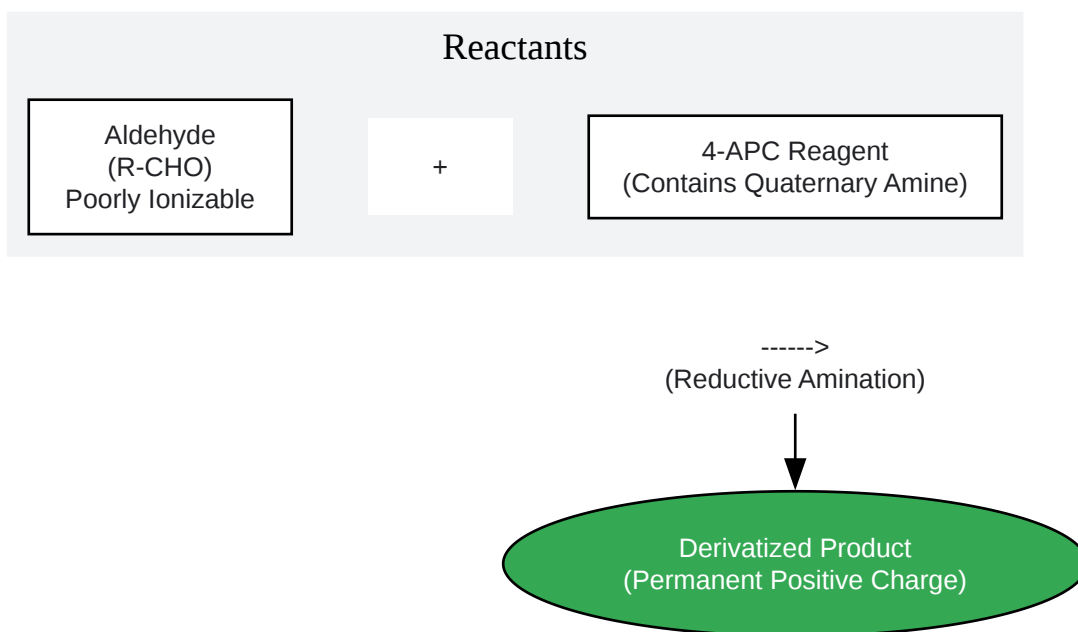 Reactants
Aldehyde
(R-CHO)
Poorly Ionizable
+
4-APC Reagent
(Contains Quaternary Amine)
------>
(Reductive Amination)
Derivatized Product
(Permanent Positive Charge)